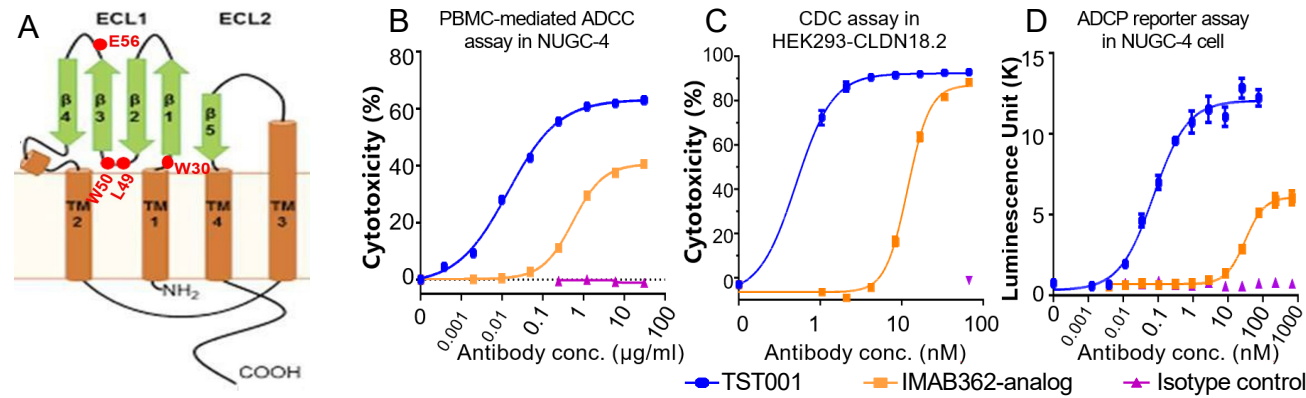 A
ECL1
ECL2
E56
β
4
β
3
β
2
β
1
β
5
W50
L49
W30
TM
2
TM
1
TM
4
TM
3
NH2
COOH
B
PBMC-mediated ADCC
assay in NUGC-4
Cytotoxicity (%)
80
60
40
20
0
0
0.001
0.01
0.1
1
10
100
Antibody conc. (µg/ml)
C
CDC assay in
HEK293-CLDN18.2
Cytotoxicity (%)
100
80
60
40
20
0
0
1
10
100
Antibody conc. (nM)
D
ADCP reporter assay
in NUGC-4 cell
Luminescence Unit (K)
15
10
5
0
0
0.001
0.01
0.1
1
10
100
1000
Antibody conc. (nM)
TST001
IMAB362-analog
Isotype control